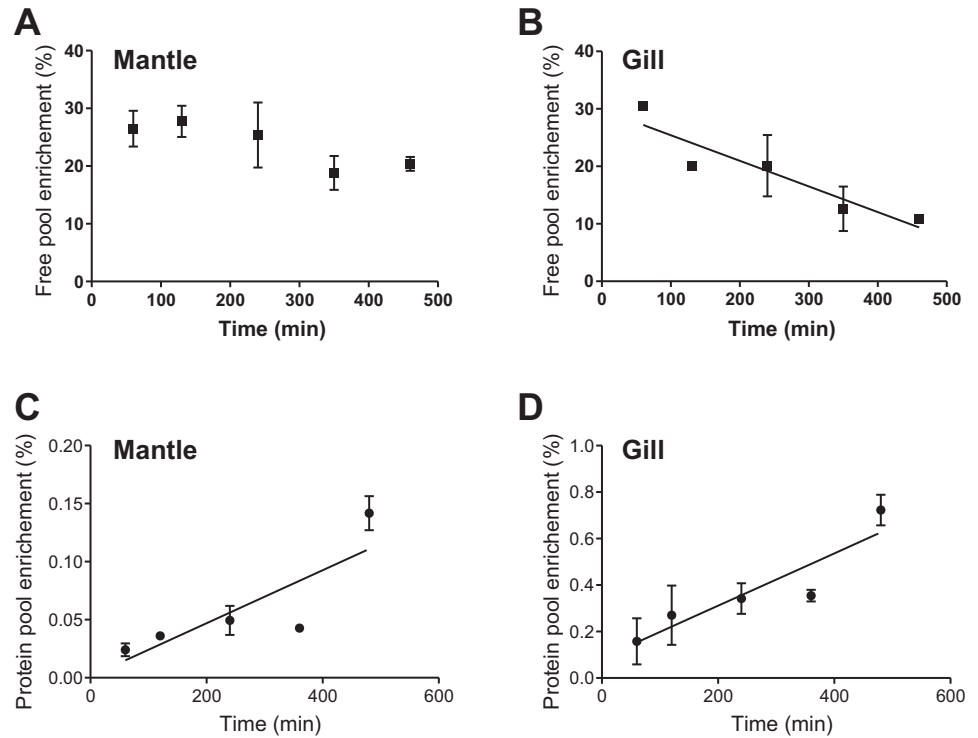 A
Mantle
Free pool enrichement (%)
40
30
20
10
0
0 100 200 300 400 500
Time (min)
B
Gill
Free pool enrichement (%)
40
30
20
10
0
0 100 200 300 400 500
Time (min)
C
Mantle
Protein pool enrichement (%)
0.20
0.15
0.10
0.05
0.00
0 200 400 600
Time (min)
D
Gill
Protein pool enrichement (%)
1.0
0.8
0.6
0.4
0.2
0.0
0 200 400 600
Time (min)